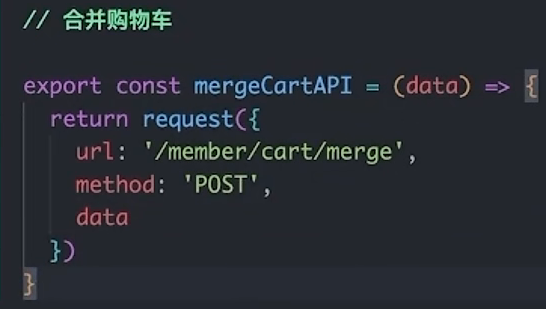 // 合并购物车
export const mergeCartAPI = (data) => {
  return request({
    url: '/member/cart/merge',
    method: 'POST',
    data
  })
}